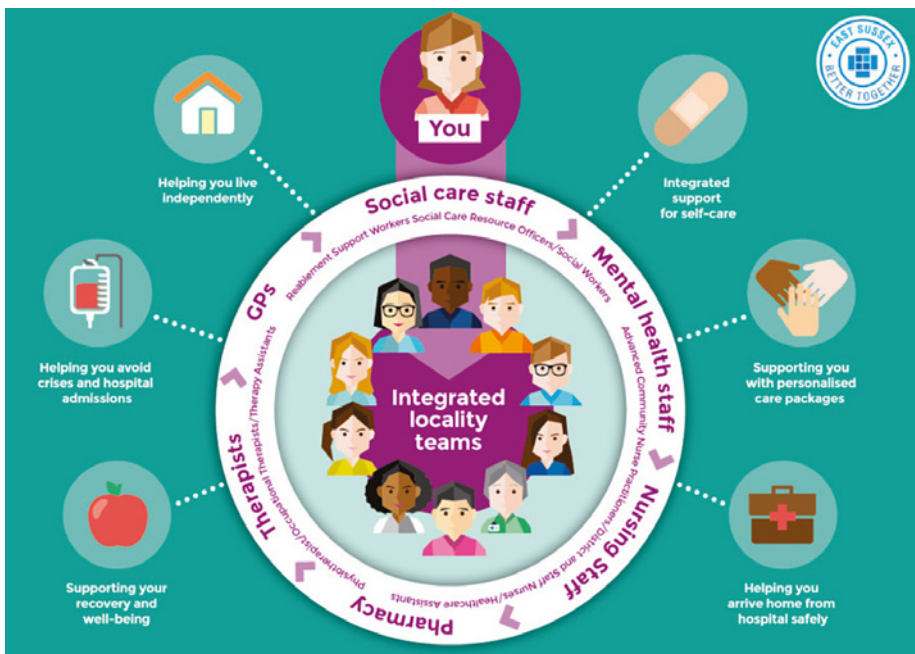 EAST SUSSEX
BETTER TOGETHER
You
Helping you live
independently
Integrated
support
for self-care
Helping you avoid
crises and hospital
admissions
Supporting you
with personalised
care packages
Supporting your
recovery and
well-being
Helping you
arrive home from
hospital safely
Social care staff
Reablement Support Workers Social Care Resource Officers/Social Workers
Mental health staff
Nursing Staff
Advanced Community Nurse Practitioners/District and Staff Nurses/Healthcare Assistants
Pharmacy
Therapists
Physiotherapist/Occupational Therapists/Therapy Assistants
GPs
Integrated
locality
teams